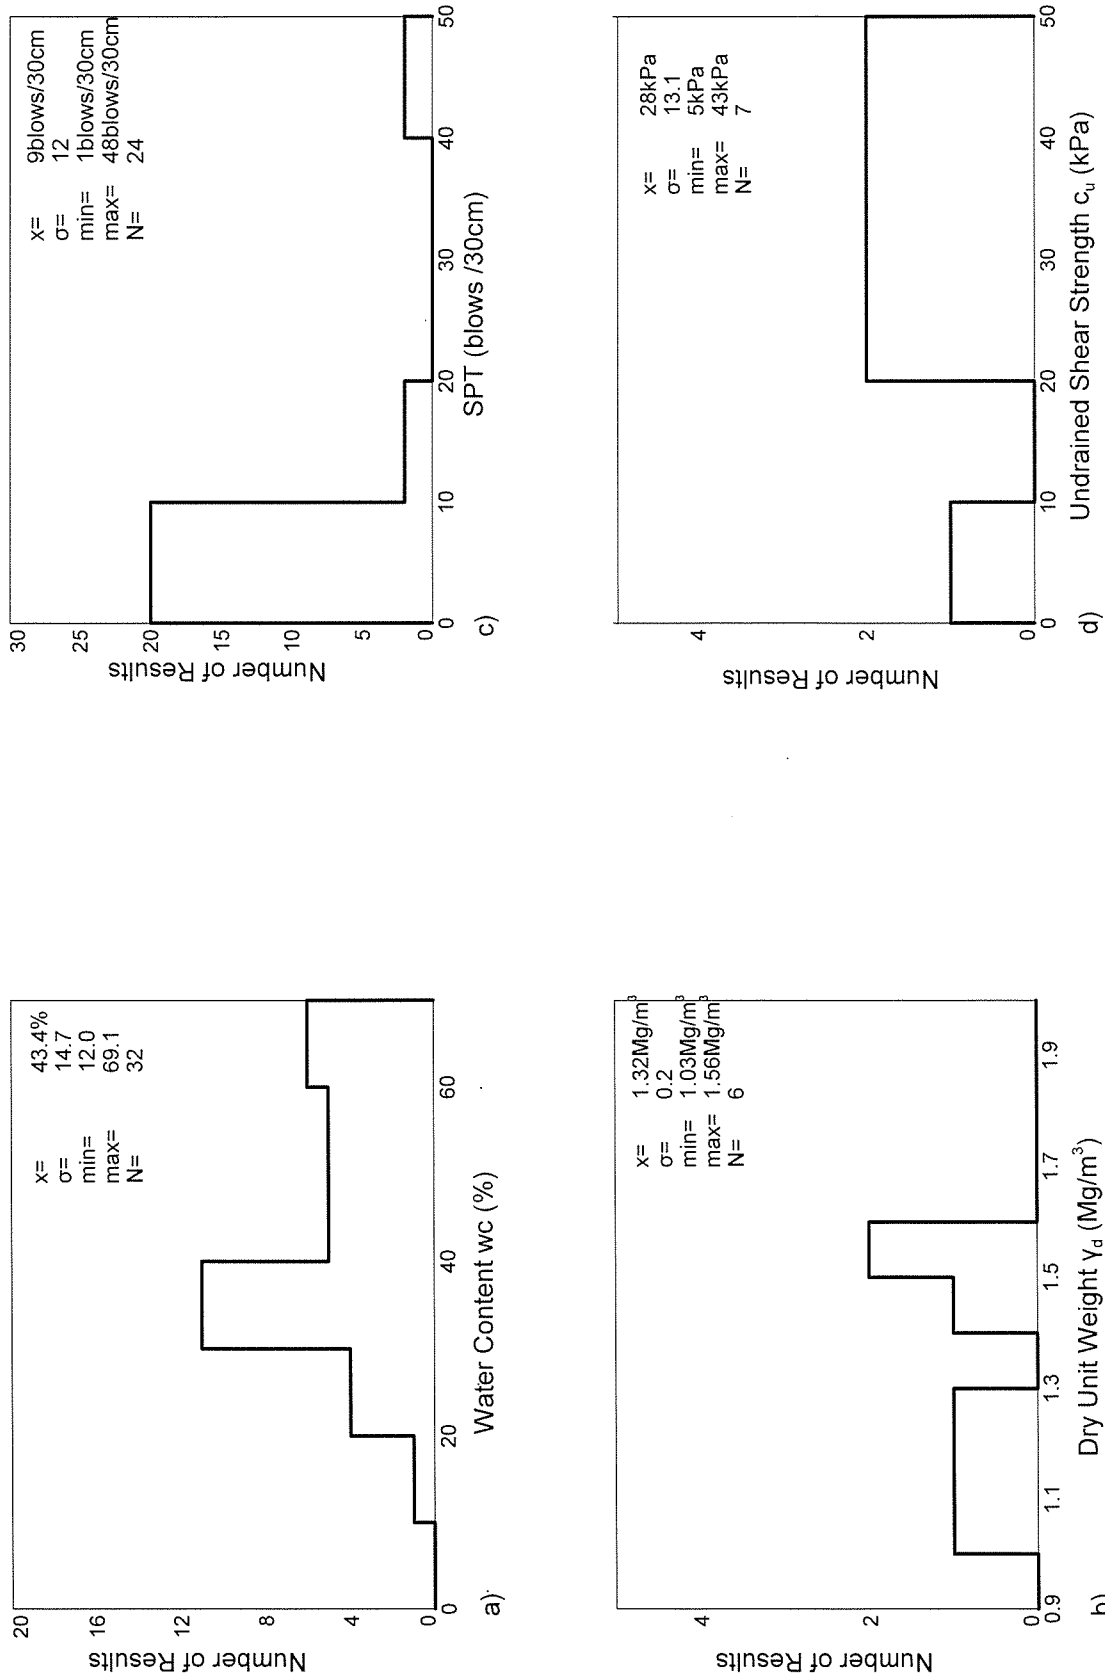 Number of Results
20
16
12
8
4
0
0
20
40
60
Water Content wc (%)
x= 43.4%
σ= 14.7
min= 12.0
max= 69.1
N= 32
a)
Number of Results
30
25
20
15
10
5
0
0
10
20
30
40
50
SPT (blows /30cm)
x= 9blows/30cm
σ= 12
min= 1blows/30cm
max= 48blows/30cm
N= 24
c)
Number of Results
4
2
0
0.9
1.1
1.3
1.5
1.7
1.9
Dry Unit Weight γd (Mg/m³)
x= 1.32Mg/m³
σ= 0.2
min= 1.03Mg/m³
max= 1.56Mg/m³
N= 6
b)
Number of Results
4
2
0
0
10
20
30
40
50
Undrained Shear Strength cu (kPa)
x= 28kPa
σ= 13.1
min= 5kPa
max= 43kPa
N= 7
d)